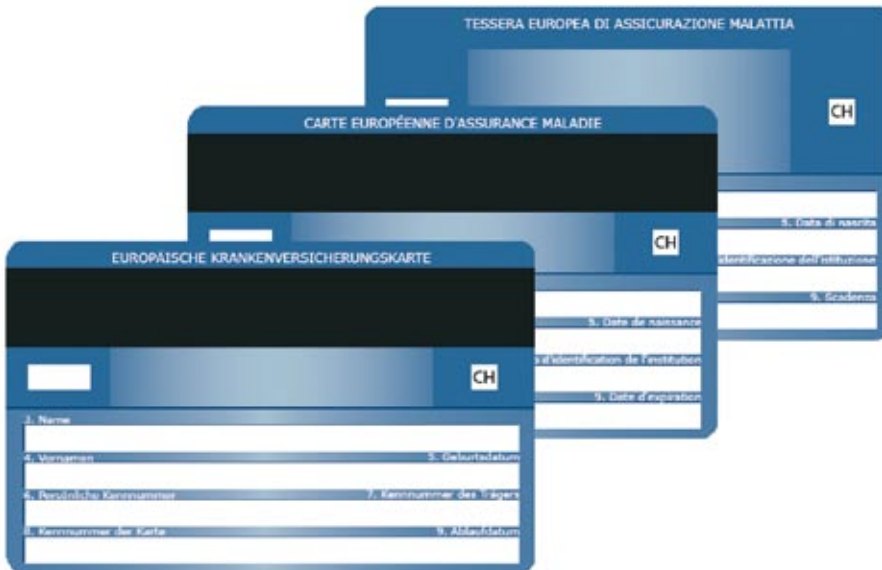 TESSERA EUROPEA DI ASSICURAZIONE MALATTIA
CH
5. Data di nascita
identificazione dell'istituzione
9. Scadenza
CARTE EUROPÉENNE D'ASSURANCE MALADIE
CH
5. Date de naissance
d'identification de l'institution
9. Date d'expiration
EUROPÄISCHE KRANKENVERSICHERUNGSKARTE
CH
3. Name
4. Vornamen 5. Geburtsdatum
6. Persönliche Kennnummer 7. Kennnummer des Trägers
8. Kennnummer der Karte 9. Ablaufdatum